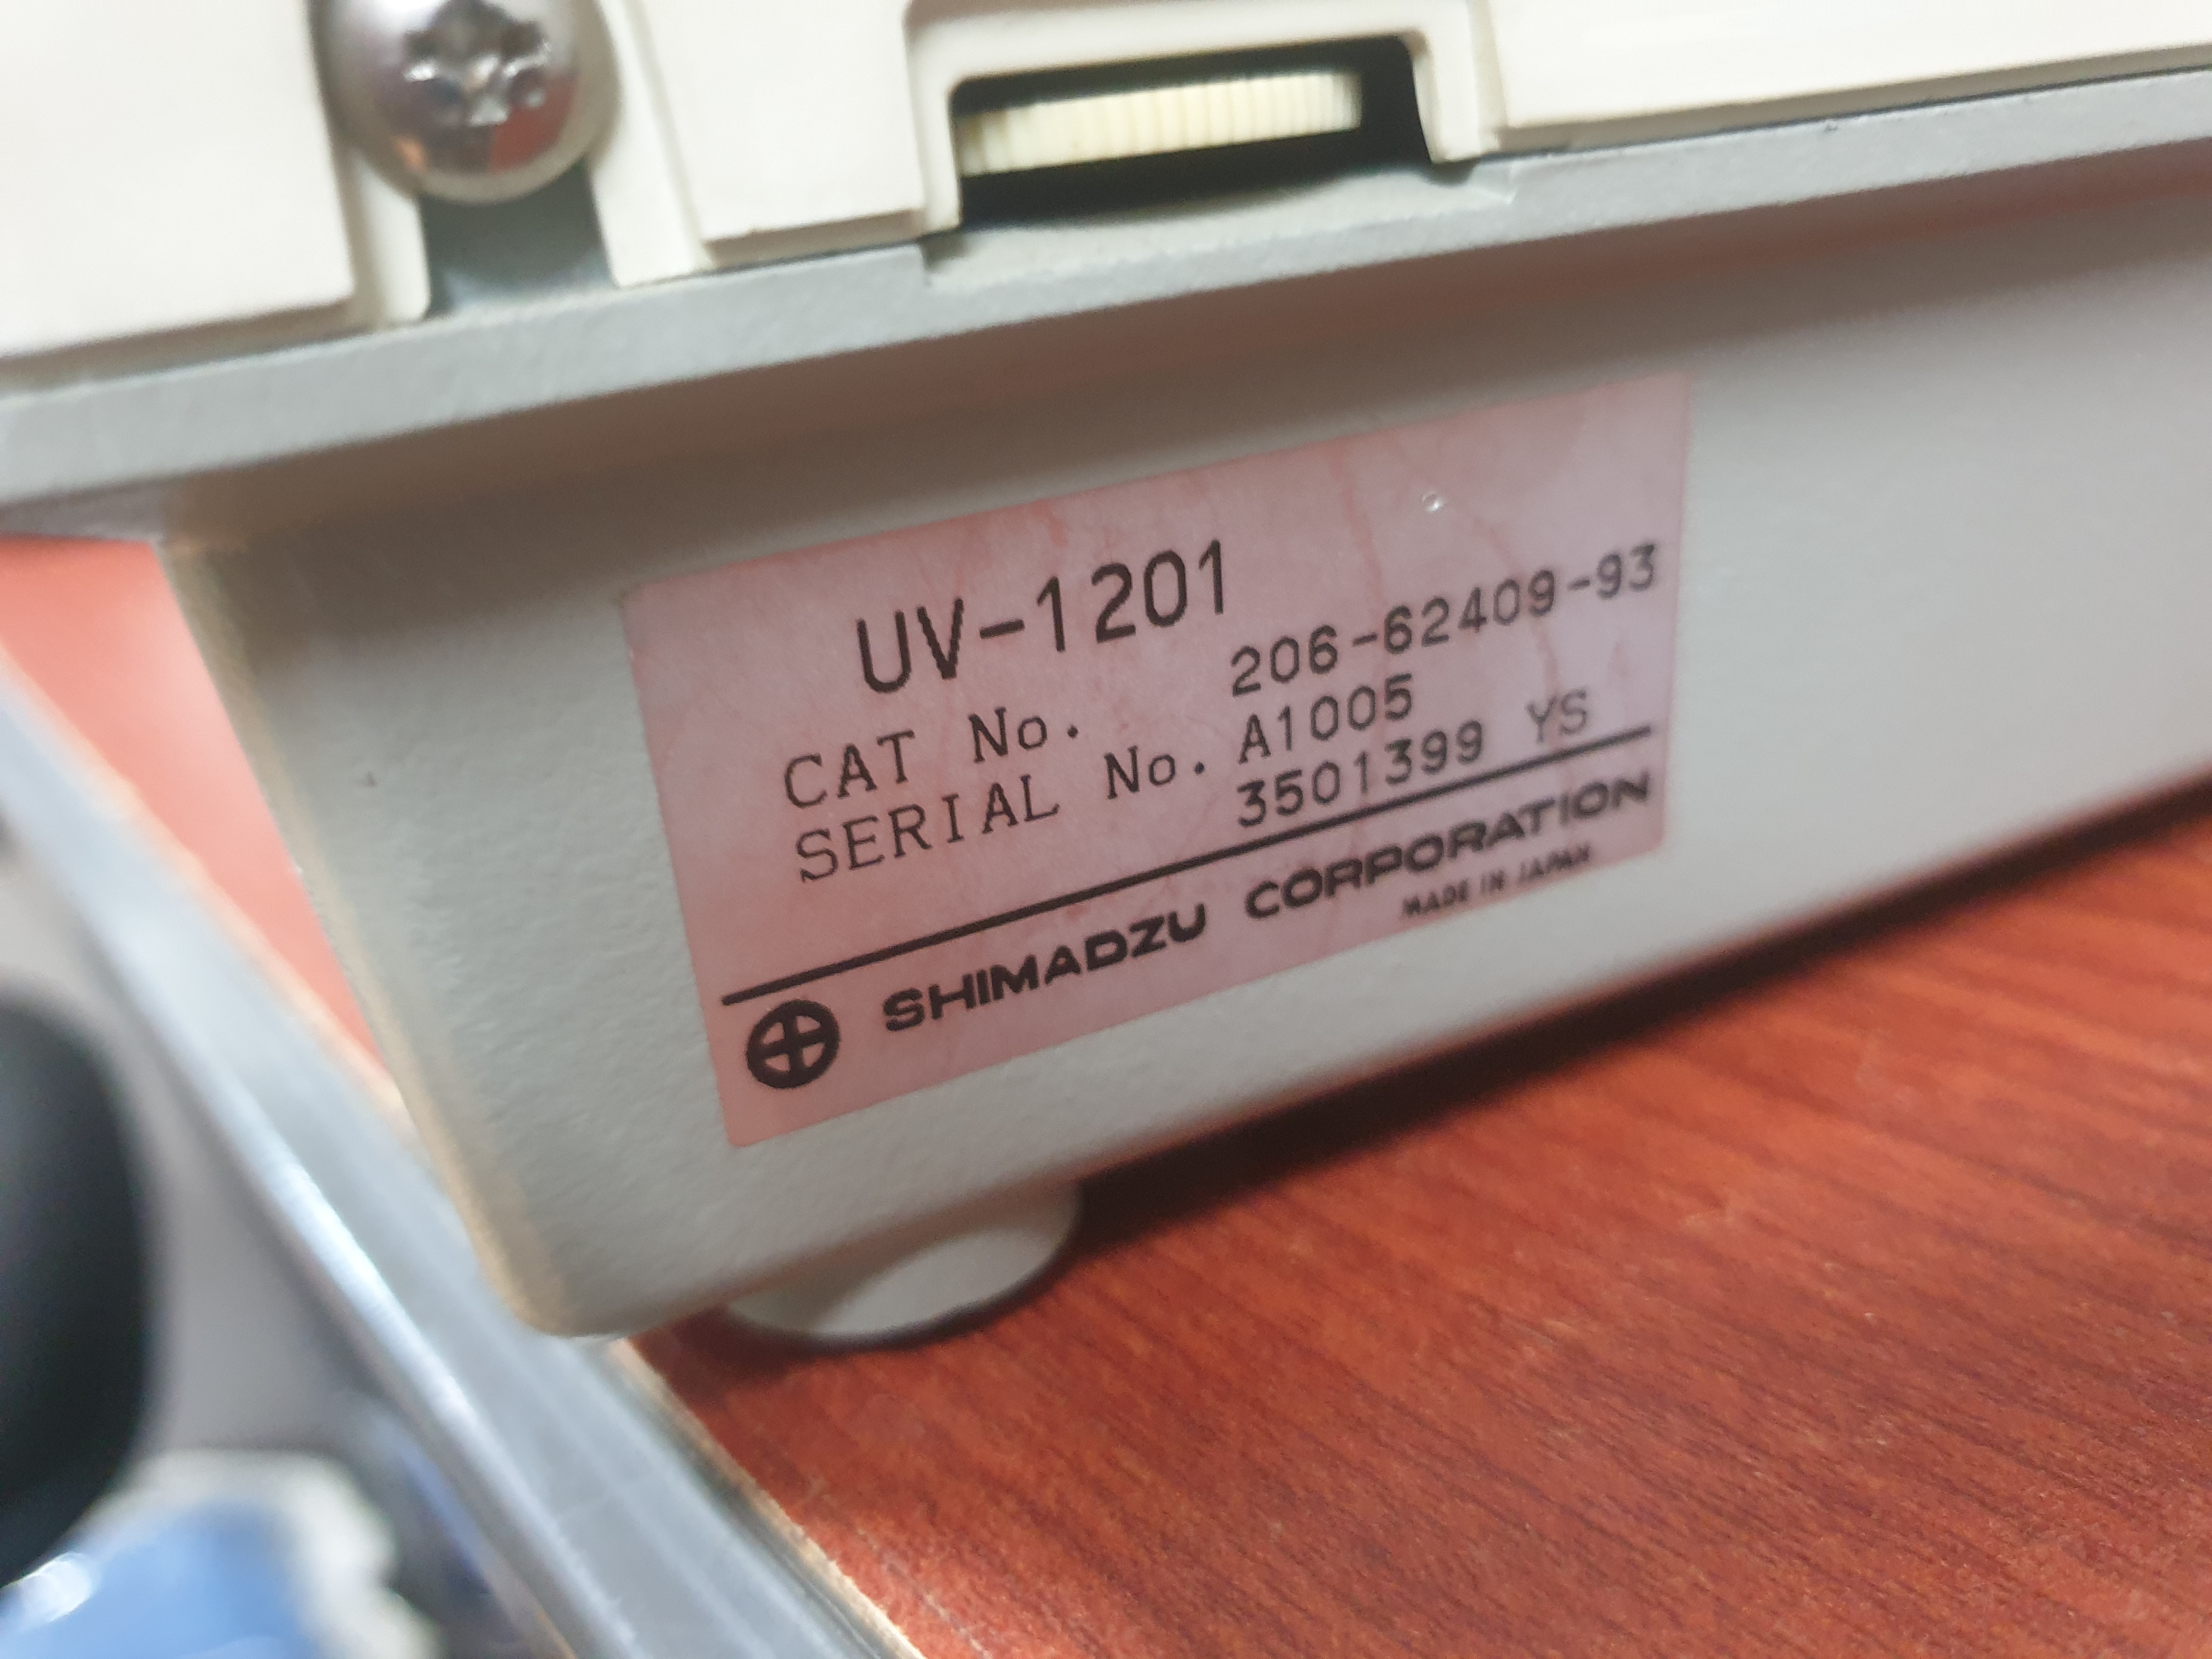 UV-1201
CAT No. 206-62409-93
SERIAL No. A1005
3501399 YS
SHIMADZU CORPORATION
MADE IN JAPAN